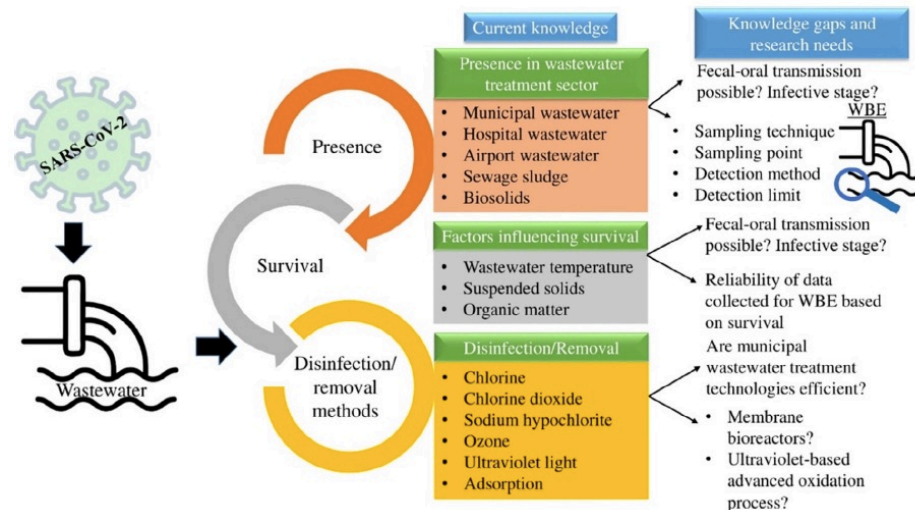 SARS-CoV-2
Wastewater
Presence
Survival
Disinfection/
removal
methods
Current knowledge
Presence in wastewater
treatment sector
• Municipal wastewater
• Hospital wastewater
• Airport wastewater
• Sewage sludge
• Biosolids
Factors influencing survival
• Wastewater temperature
• Suspended solids
• Organic matter
Disinfection/Removal
• Chlorine
• Chlorine dioxide
• Sodium hypochlorite
• Ozone
• Ultraviolet light
• Adsorption
Knowledge gaps and
research needs
Fecal-oral transmission
possible? Infective stage?
WBE
• Sampling technique
• Sampling point
• Detection method
• Detection limit
Fecal-oral transmission
possible? Infective stage?
• Reliability of data
collected for WBE based
on survival
Are municipal
wastewater treatment
technologies efficient?
• Membrane
bioreactors?
• Ultraviolet-based
advanced oxidation
process?